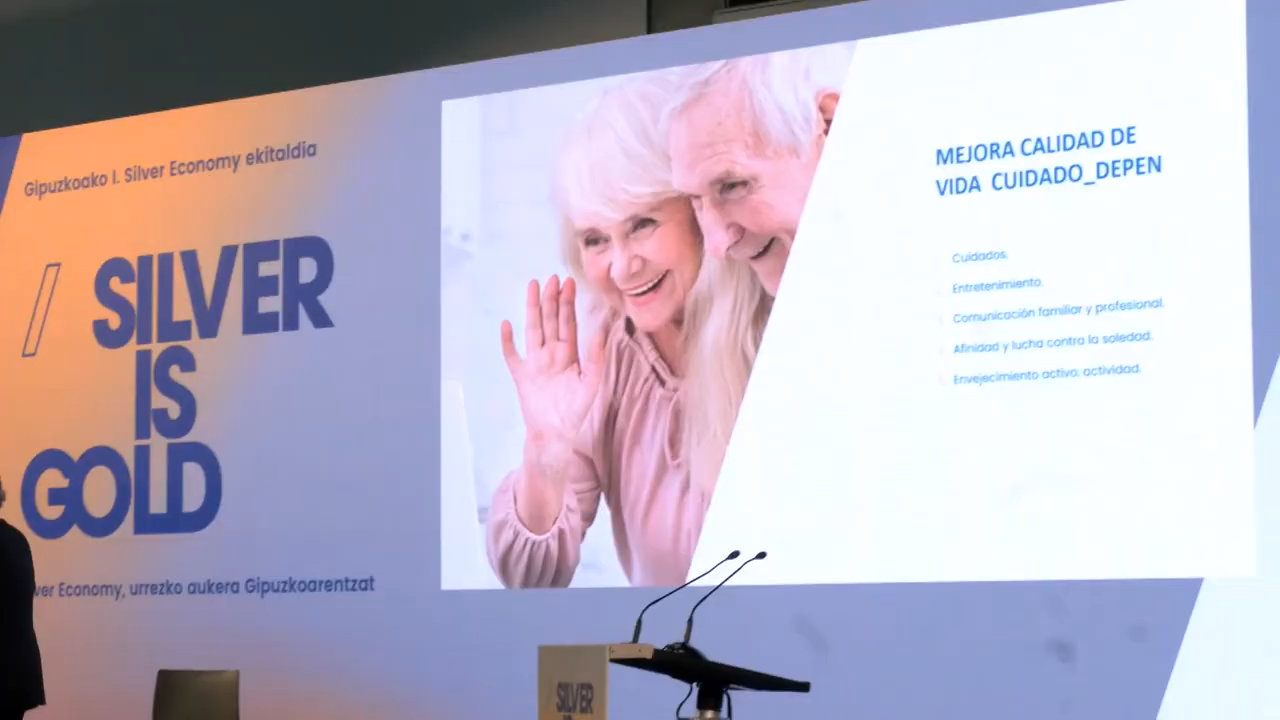 Gipuzkoako I. Silver Economy ekitaldia
/ SILVER
IS
GOLD
ver Economy, urrezko aukera Gipuzkoarentzat
MEJORA CALIDAD DE
VIDA CUIDADO_DEPEN
Cuidados.
Entretenimiento.
Comunicación familiar y profesional.
Afinidad y lucha contra la soledad.
Envejecimiento activo: actividad.
SILVER